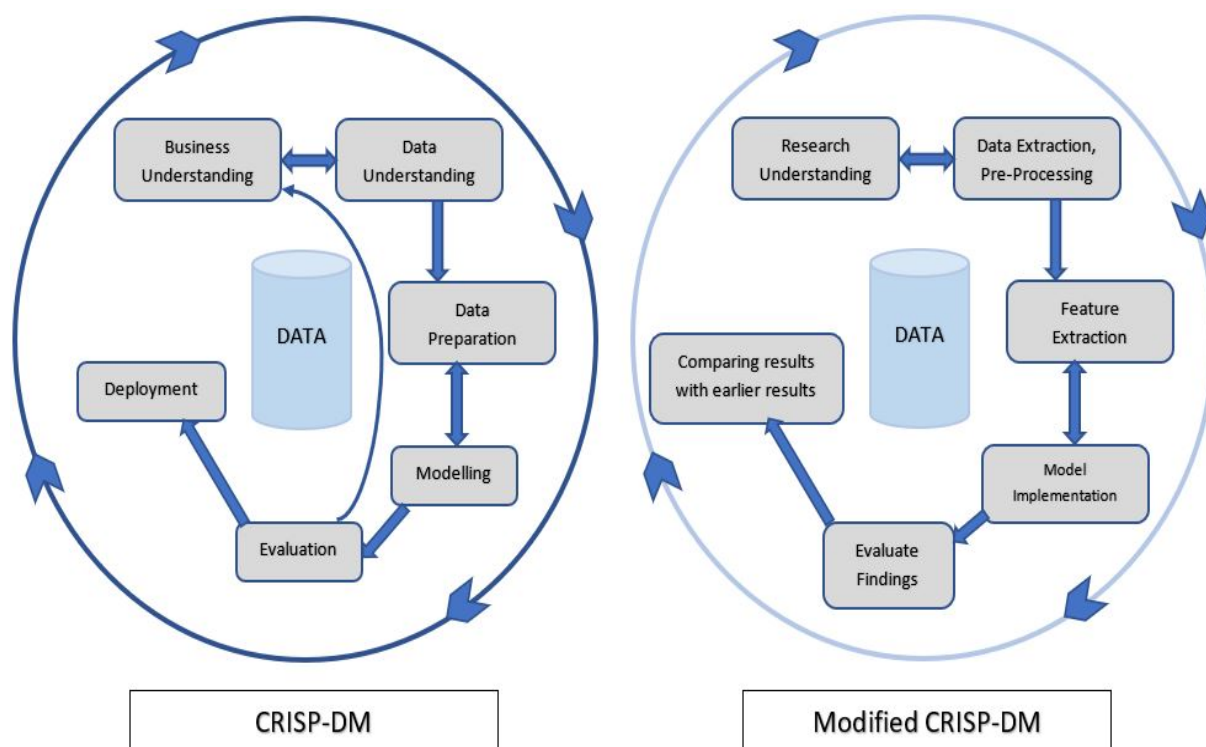 Business
Understanding
Data
Understanding
DATA
Data
Preparation
Deployment
Modelling
Evaluation
CRISP-DM
Research
Understanding
Data Extraction,
Pre-Processing
DATA
Feature
Extraction
Comparing results
with earlier results
Model
Implementation
Evaluate
Findings
Modified CRISP-DM